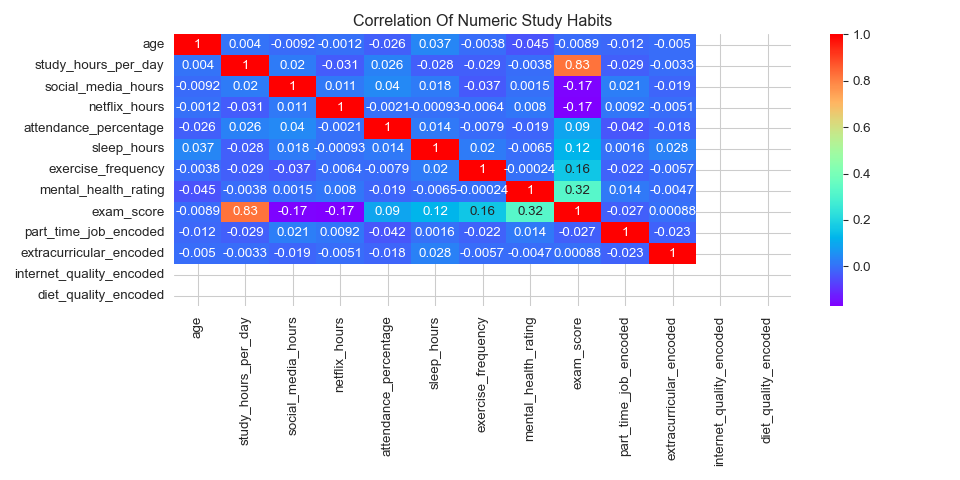 Correlation Of Numeric Study Habits
age 1 0.004 -0.0092 -0.0012 -0.026 0.037 -0.0038 -0.045 -0.0089 -0.012 -0.005
study_hours_per_day 0.004 1 0.02 -0.031 0.026 -0.028 -0.029 -0.0038 0.83 -0.029 -0.0033
social_media_hours -0.0092 0.02 1 0.011 0.04 0.018 -0.037 0.0015 -0.17 0.021 -0.019
netflix_hours -0.0012 -0.031 0.011 1 -0.0021 -0.00093 -0.0064 0.008 -0.17 0.0092 -0.0051
attendance_percentage -0.026 0.026 0.04 -0.0021 1 0.014 -0.0079 -0.019 0.09 -0.042 -0.018
sleep_hours 0.037 -0.028 0.018 -0.00093 0.014 1 0.02 -0.0065 0.12 0.0016 0.028
exercise_frequency -0.0038 -0.029 -0.037 -0.0064 -0.0079 0.02 1 -0.00024 0.16 -0.022 -0.0057
mental_health_rating -0.045 -0.0038 0.0015 0.008 -0.019 -0.0065 -0.00024 1 0.32 0.014 -0.0047
exam_score -0.0089 0.83 -0.17 -0.17 0.09 0.12 0.16 0.32 1 -0.027 0.00088
part_time_job_encoded -0.012 -0.029 0.021 0.0092 -0.042 0.0016 -0.022 0.014 -0.027 1 -0.023
extracurricular_encoded -0.005 -0.0033 -0.019 -0.0051 -0.018 0.028 -0.0057 -0.0047 0.00088 -0.023 1
internet_quality_encoded
diet_quality_encoded
age
study_hours_per_day
social_media_hours
netflix_hours
attendance_percentage
sleep_hours
exercise_frequency
mental_health_rating
exam_score
part_time_job_encoded
extracurricular_encoded
internet_quality_encoded
diet_quality_encoded
1.0
0.8
0.6
0.4
0.2
0.0